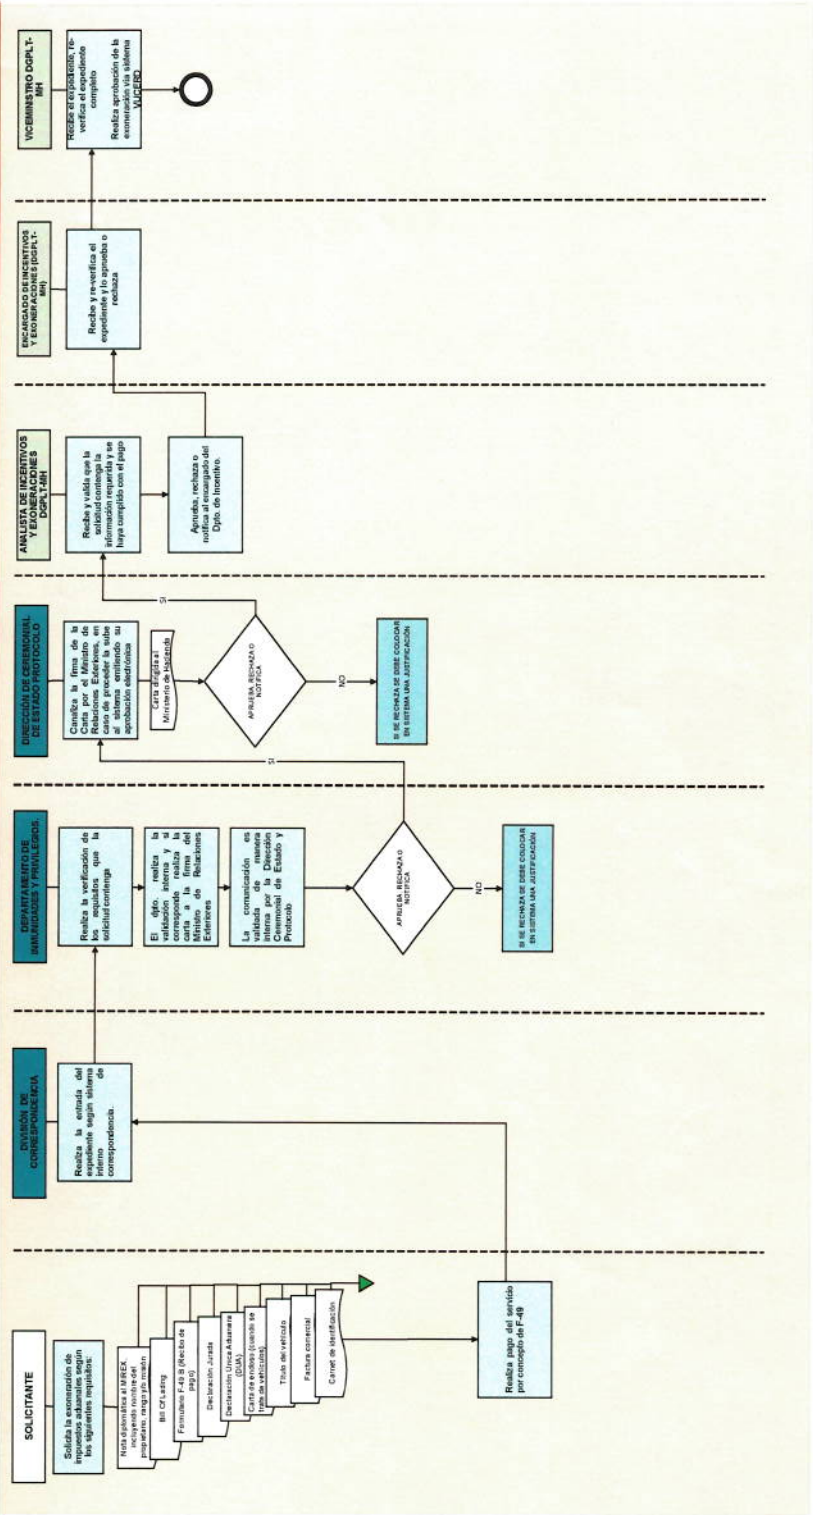 SOLICITANTE
Solicita la exoneración de
impuestos aduanales según
los siguientes requisitos:
Nota diplomática al MIREX
incluyendo nombre del
propietario, rango y/o misión
Bill Of Lading
Formulario F-49 B (Recibo de
pago)
Declaración Jurada
Declaración Unica Aduanera
(DUA)
Carta de endoso (cuando se
trate de vehículos)
Título del vehículo
Factura comercial
Carnet de identificación
Realiza pago del servicio
por concepto de F-49
DIVISIÓN DE
CORRESPONDENCIA
Realiza la entrada del
expediente según sistema
interno de
correspondencia.
DEPARTAMENTO DE
INMUNIDADES Y PRIVILEGIOS.
Realiza la verificación de
los requisitos que la
solicitud contenga
El dpto. realiza la
validación interna y si
corresponde realiza la
carta a la firma del
Ministro de Relaciones
Exteriores
La comunicación es
validada de manera
interna por la Dirección
Ceremonial de Estado y
Protocolo
APRUEBA, RECHAZA O
NOTIFICA
SI
NO
SI SE RECHAZA SE DEBE COLOCAR
EN SISTEMA UNA JUSTIFICACIÓN
DIRECCIÓN DE CEREMONIAL
DE ESTADO PROTOCOLO
Canaliza la firma de la
Carta por el Ministro de
Relaciones Exteriores, en
caso de proceder la sube
al sistema emitiendo su
aprobación electrónica
Carta dirigida al
Ministerio de Hacienda
APRUEBA, RECHAZA O
NOTIFICA
SI
NO
SI SE RECHAZA SE DEBE COLOCAR
EN SISTEMA UNA JUSTIFICACIÓN
ANALISTA DE INCENTIVOS
Y EXONERACIONES
DGPLT-MH
Recibe y valida que la
solicitud contenga la
información requerida y se
haya cumplido con el pago
Aprueba, rechaza o
notifica al encargado del
Dpto. de Incentivo.
ENCARGADO DE INCENTIVOS
Y EXONERACIONES (DGPLT-
MH)
Recibe y re-verifica el
expediente y lo aprueba o
rechaza
VICEMINISTRO DGPLT-
MH
Recibe el expediente, re-
verifica el expediente
completo
Realiza aprobación de la
exoneración vía sistema
VUCERD